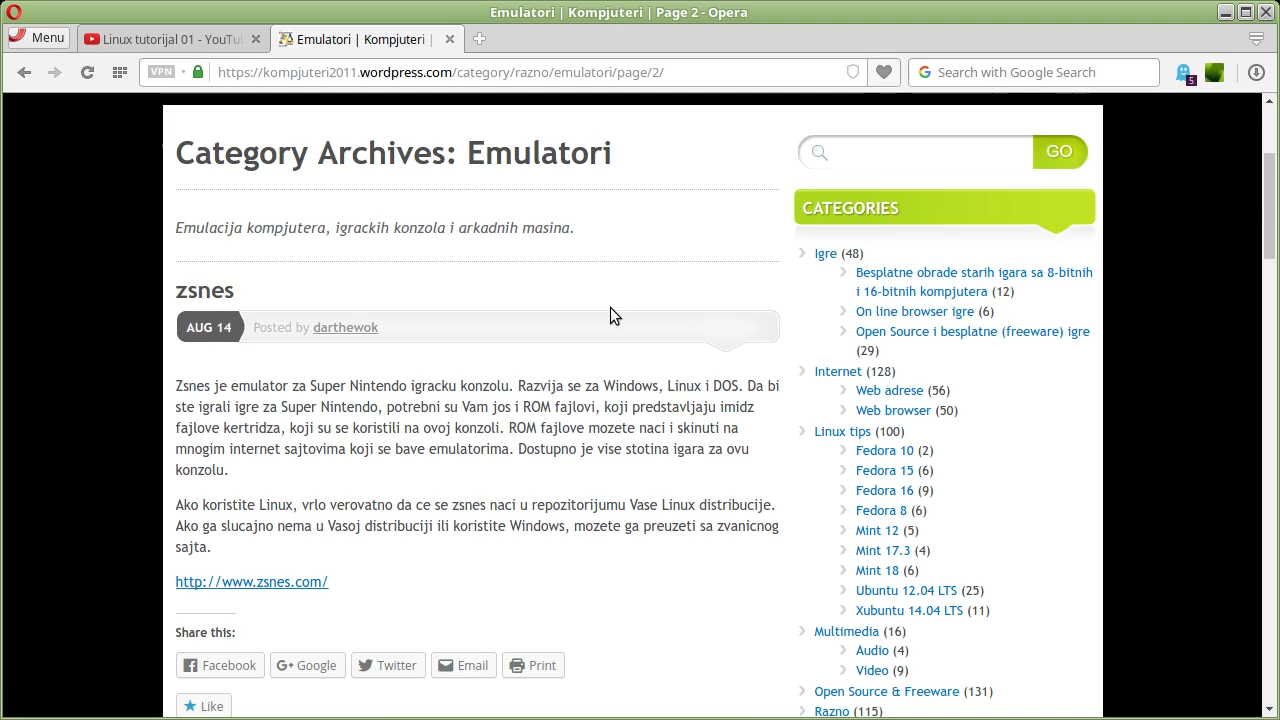 Emulatori | Kompjuteri | Page 2 - Opera
Menu
Linux tutorijal 01 - YouTu
Emulatori | Kompjuteri |
VPN
https://kompjuteri2011.wordpress.com/category/razno/emulatori/page/2/
Search with Google Search
5
Category Archives: Emulatori
Emulacija kompjutera, igrackih konzola i arkadnih masina.
zsnes
AUG 14 Posted by darthewok
Zsnes je emulator za Super Nintendo igracku konzolu. Razvija se za Windows, Linux i DOS. Da bi
ste igrali igre za Super Nintendo, potrebni su Vam jos i ROM fajlovi, koji predstavljaju imidz
fajlove kertridza, koji su se koristili na ovoj konzoli. ROM fajlove mozete naci i skinuti na
mnogim internet sajtovima koji se bave emulatorima. Dostupno je vise stotina igara za ovu
konzolu.
Ako koristite Linux, vrlo verovatno da ce se zsnes naci u repozitorijumu Vase Linux distribucije.
Ako ga slucajno nema u Vasoj distribuciji ili koristite Windows, mozete ga preuzeti sa zvanicnog
sajta.
http://www.zsnes.com/
Share this:
Facebook
Google
Twitter
Email
Print
Like
GO
CATEGORIES
Igre (48)
Besplatne obrade starih igara sa 8-bitnih
i 16-bitnih kompjutera (12)
On line browser igre (6)
Open Source i besplatne (freeware) igre
(29)
Internet (128)
Web adrese (56)
Web browser (50)
Linux tips (100)
Fedora 10 (2)
Fedora 15 (6)
Fedora 16 (9)
Fedora 8 (6)
Mint 12 (5)
Mint 17.3 (4)
Mint 18 (6)
Ubuntu 12.04 LTS (25)
Xubuntu 14.04 LTS (11)
Multimedia (16)
Audio (4)
Video (9)
Open Source & Freeware (131)
Razno (115)